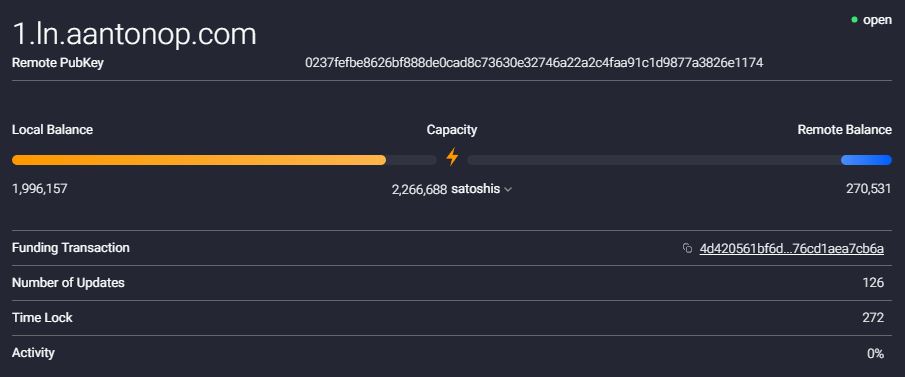 1.ln.aantonop.com
open
Remote PubKey 0237fefbe8626bf888de0cad8c73630e32746a22a2c4faa91c1d9877a3826e1174
Local Balance Capacity Remote Balance
1,996,157 2,266,688 satoshis 270,531
Funding Transaction 4d420561bf6d...76cd1aea7cb6a
Number of Updates 126
Time Lock 272
Activity 0%